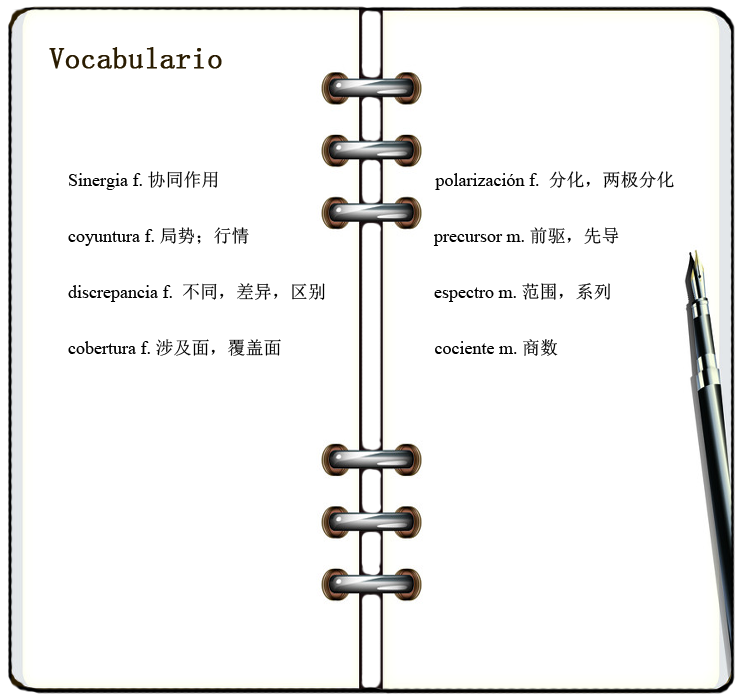 Vocabulario
Sinergia f. 协同作用
coyuntura f. 局势；行情
discrepancia f. 不同，差异，区别
cobertura f. 涉及面，覆盖面
polarización f. 分化，两极分化
precursor m. 前驱，先导
espectro m. 范围，系列
cociente m. 商数